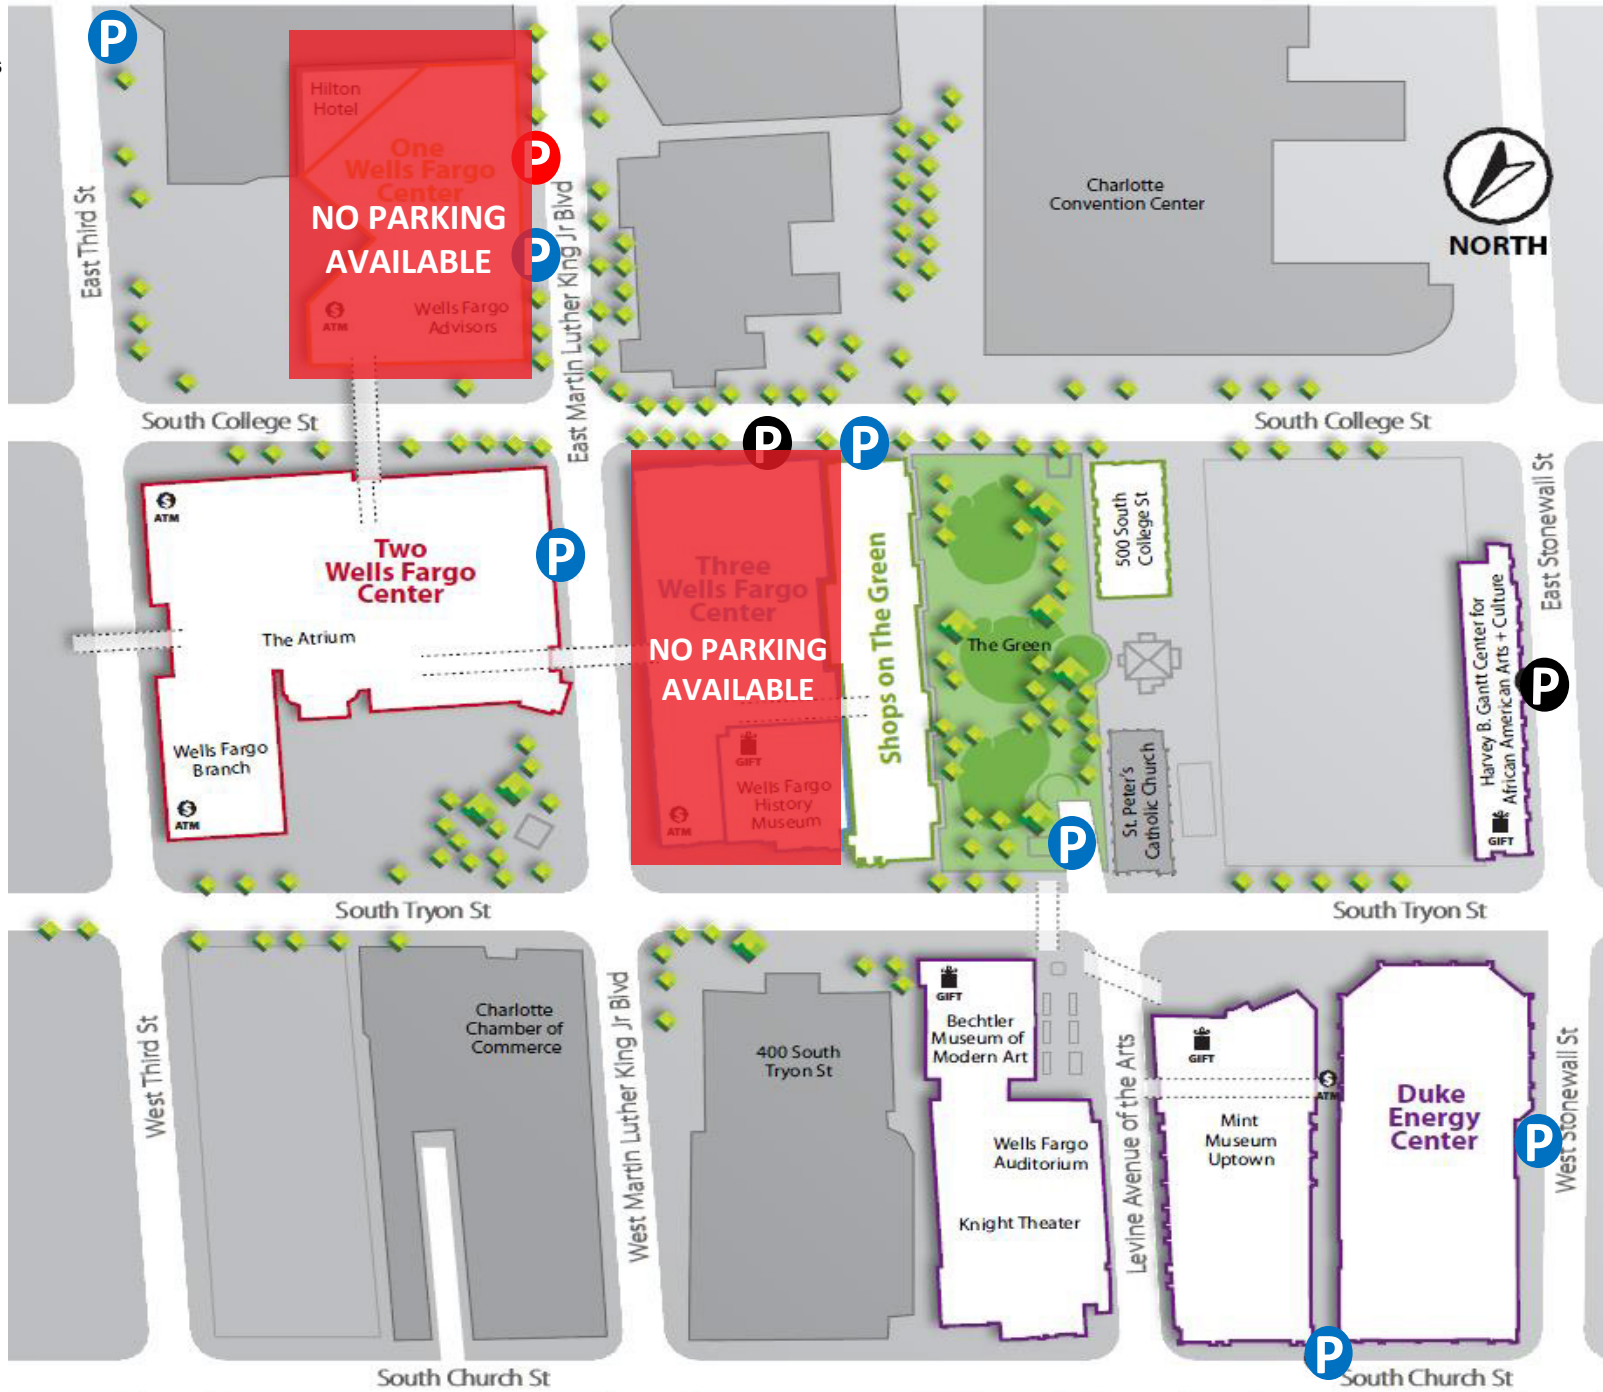 P
s
Hilton
Hotel
One
Wells Fargo
Center
P
NO PARKING
AVAILABLE
P
ATM
Wells Fargo
Advisors
East Third St
East Martin Luther King Jr Blvd
Charlotte
Convention Center
NORTH
South College St
South College St
P
P
ATM
Two
Wells Fargo
Center
P
The Atrium
Wells Fargo
Branch
ATM
Three
Wells Fargo
Center
NO PARKING
AVAILABLE
GIFT
Wells Fargo
History
Museum
ATM
Shops on The Green
The Green
500 South
College St
P
St. Peter's
Catholic Church
Harvey B. Gantt Center for
African American Arts + Culture
GIFT
P
East Stonewall St
South Tryon St
South Tryon St
West Third St
Charlotte
Chamber of
Commerce
West Martin Luther King Jr Blvd
400 South
Tryon St
GIFT
Bechtler
Museum of
Modern Art
Wells Fargo
Auditorium
Knight Theater
Levine Avenue of the Arts
GIFT
Mint
Museum
Uptown
ATM
Duke
Energy
Center
P
West Stonewall St
P
South Church St
South Church St